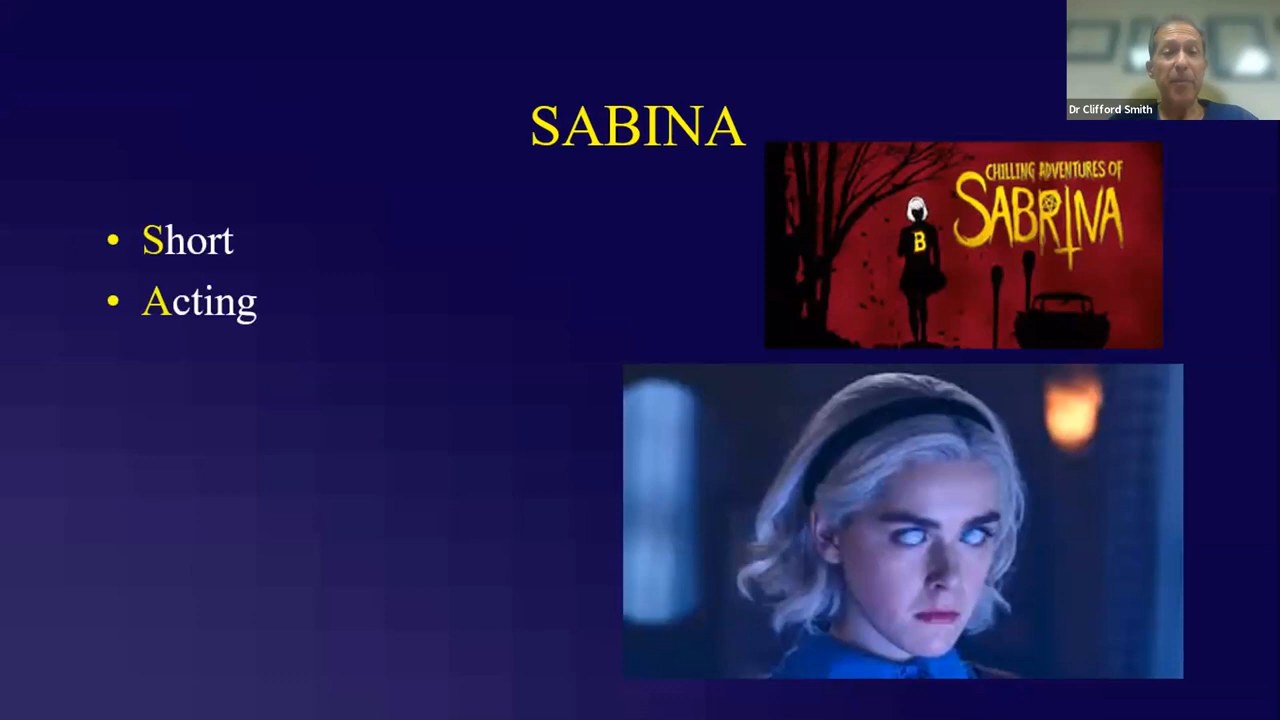 Dr Clifford Smith
SABINA
CHILLING ADVENTURES OF
SABRINA
B
• Short
• Acting